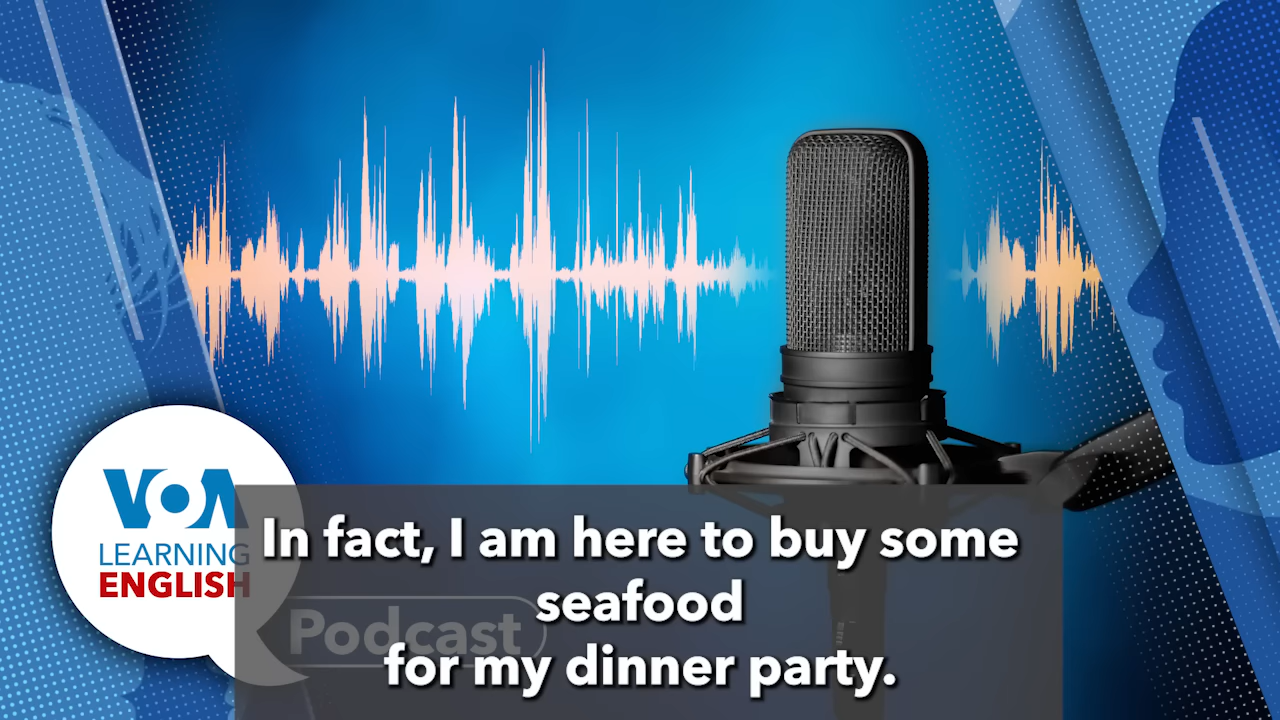 VOA
LEARNING
ENGLISH
Podcast
In fact, I am here to buy some
seafood
for my dinner party.